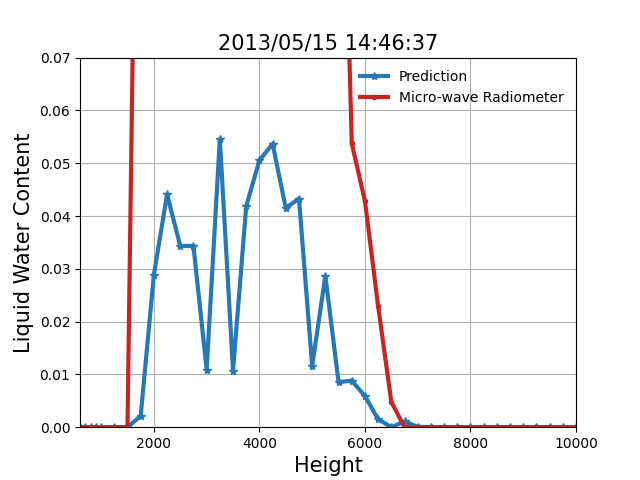 2013/05/15 14:46:37
0.07
0.06
0.05
0.04
0.03
0.02
0.01
0.00
Liquid Water Content
Prediction
Micro-wave Radiometer
2000 4000 6000 8000 10000
Height